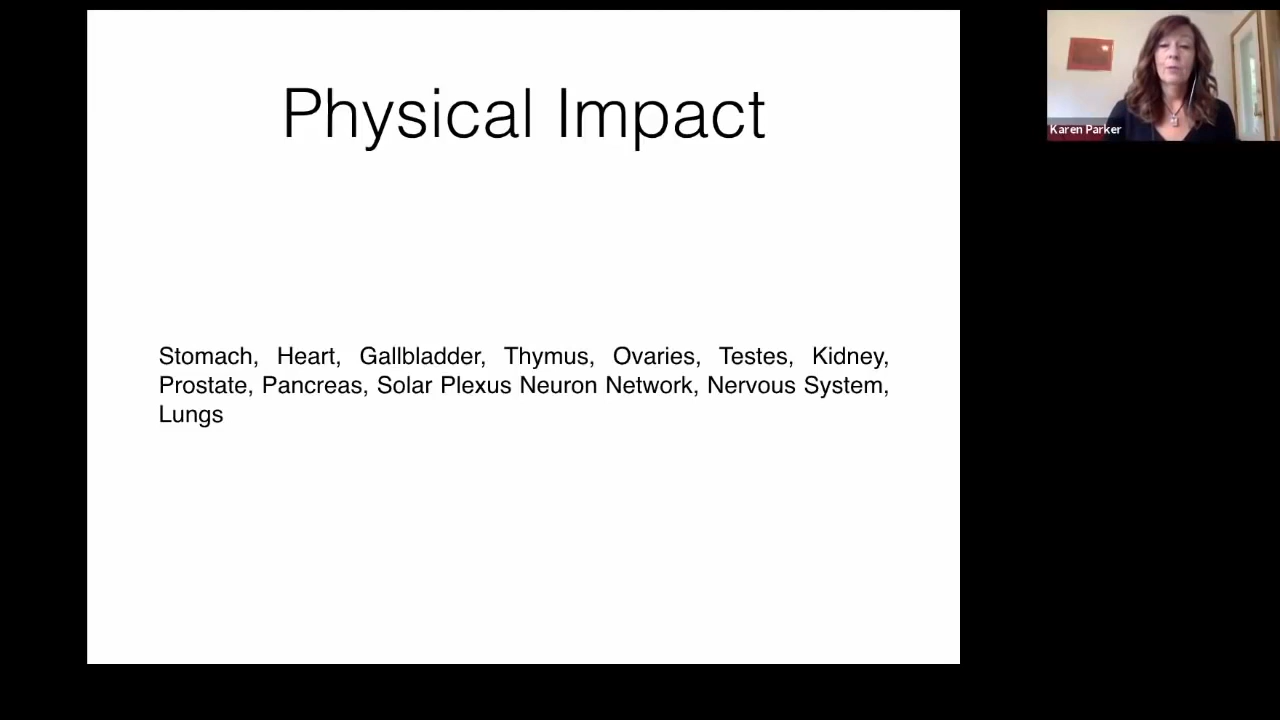 Physical Impact
Karen Parker
Stomach, Heart, Gallbladder, Thymus, Ovaries, Testes, Kidney,
Prostate, Pancreas, Solar Plexus Neuron Network, Nervous System,
Lungs